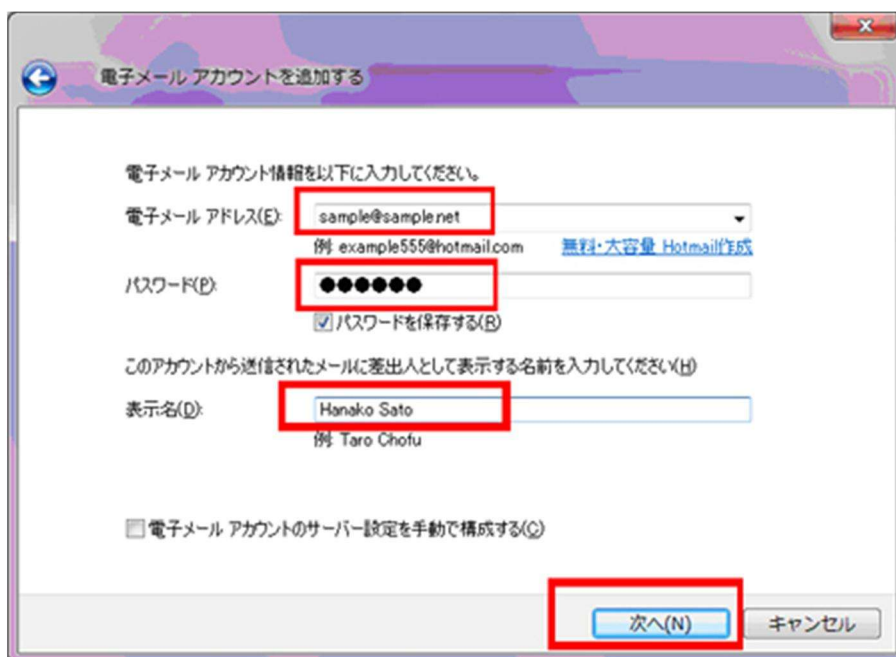 電子メール アカウントを追加する
電子メール アカウント情報を以下に入力してください。
電子メール アドレス(E): sample@sample.net
例: example555@hotmail.com 無料・大容量 Hotmail作成
パスワード(P): ●●●●●●
パスワードを保存する(R)
このアカウントから送信されたメールに差出人として表示する名前を入力してください(H)
表示名(D): Hanako Sato
例: Taro Chofu
電子メール アカウントのサーバー設定を手動で構成する(C)
次へ(N) キャンセル